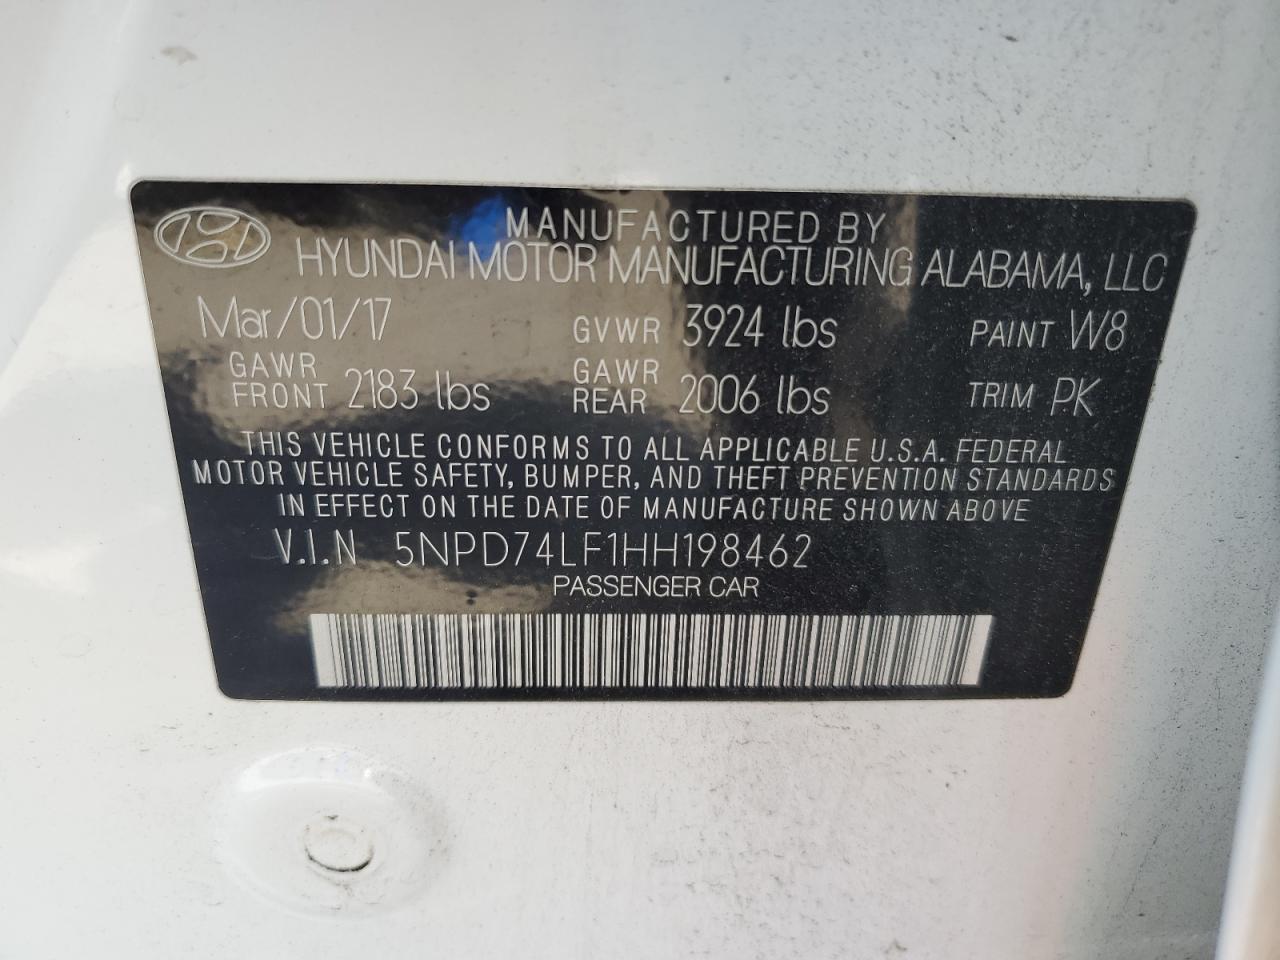 MANUFACTURED BY
HYUNDAI MOTOR MANUFACTURING ALABAMA, LLC
Mar/01/17 GVWR 3924 lbs PAINT W8
GAWR FRONT 2183 lbs GAWR REAR 2006 lbs TRIM PK
THIS VEHICLE CONFORMS TO ALL APPLICABLE U.S.A. FEDERAL
MOTOR VEHICLE SAFETY, BUMPER, AND THEFT PREVENTION STANDARDS
IN EFFECT ON THE DATE OF MANUFACTURE SHOWN ABOVE
V.I.N 5NPD74LF1HH198462
PASSENGER CAR